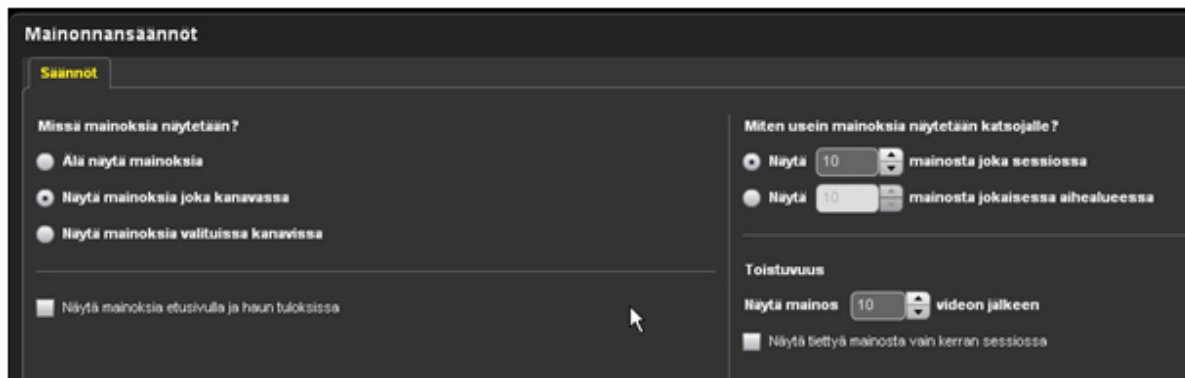 Mainonnansäännöt
Säännöt
Missä mainoksia näytetään?
Älä näytä mainoksia
Näytä mainoksia joka kanavassa
Näytä mainoksia valituissa kanavissa
Näytä mainoksia etusivulla ja haun tuloksissa
Miten usein mainoksia näytetään katsojalle?
Näytä 10 mainosta joka sessiossa
Näytä 10 mainosta jokaisessa aihealueessa
Toistuvuus
Näytä mainos 10 videon jälkeen
Näytä tiettyä mainosta vain kerran sessiossa